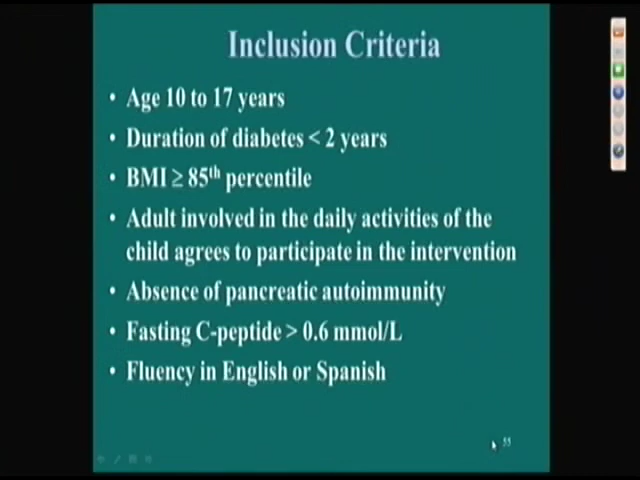 Inclusion Criteria
• Age 10 to 17 years
• Duration of diabetes < 2 years
• BMI ≥ 85th percentile
• Adult involved in the daily activities of the
child agrees to participate in the intervention
• Absence of pancreatic autoimmunity
• Fasting C-peptide > 0.6 mmol/L
• Fluency in English or Spanish
55